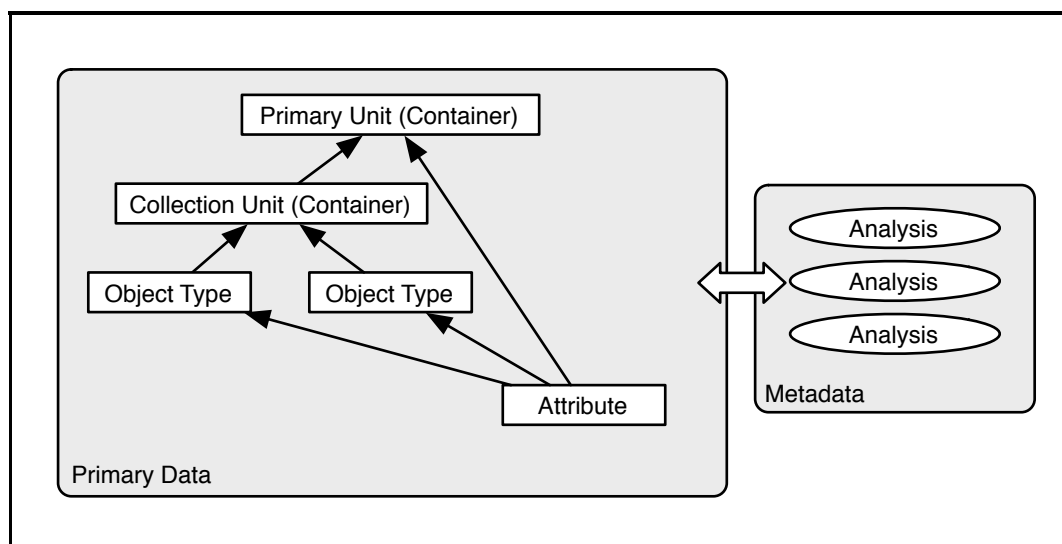 Primary Unit (Container)
Collection Unit (Container)
Object Type
Object Type
Attribute
Primary Data
Analysis
Analysis
Analysis
Metadata